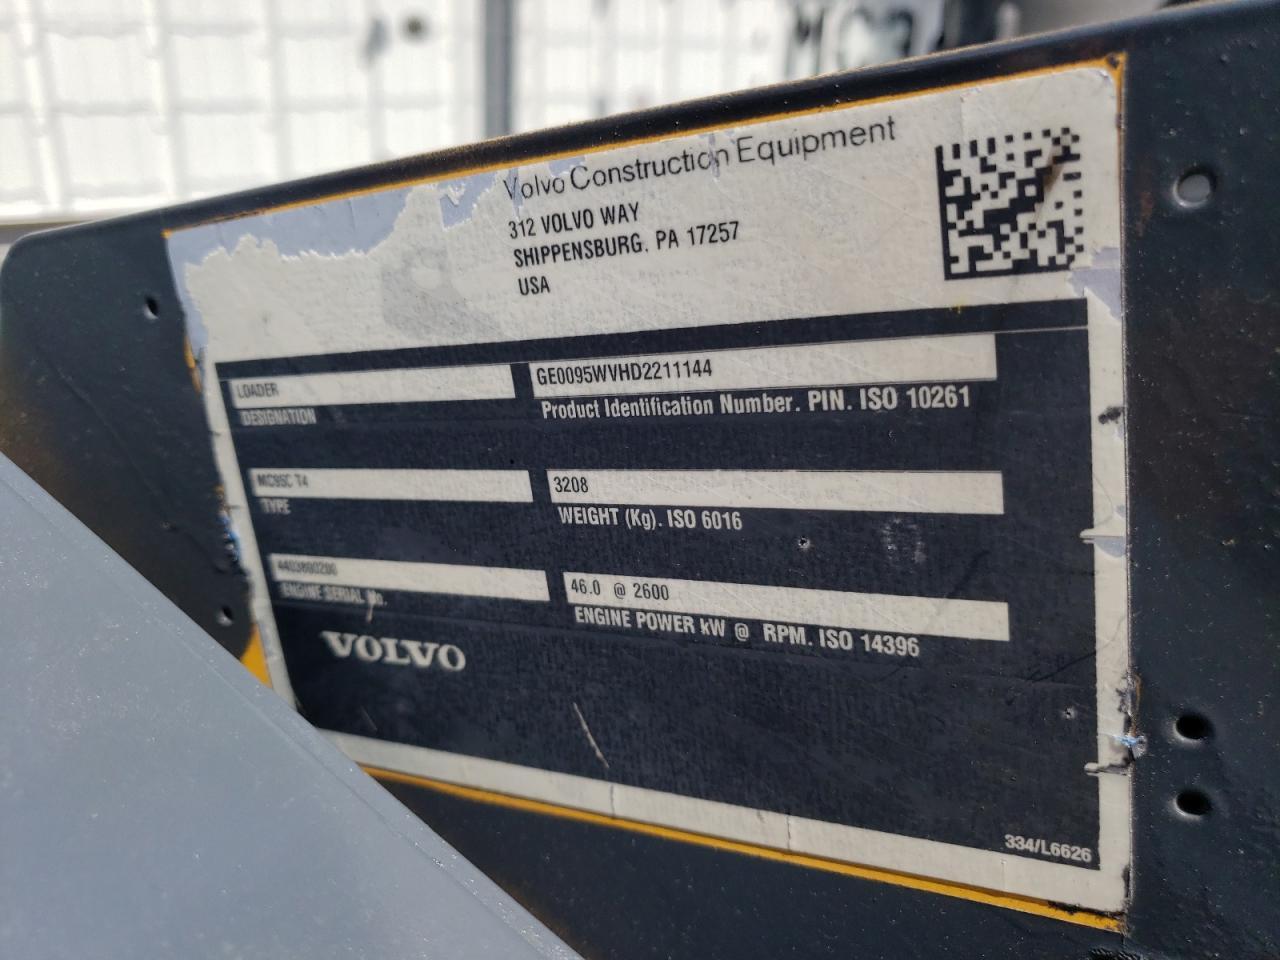 Volvo Construction Equipment
312 VOLVO WAY
SHIPPENSBURG. PA 17257
USA
LOADER
DESIGNATION
GE0095WVHD2211144
Product Identification Number. PIN. ISO 10261
MC95C T4
TYPE
3208
WEIGHT (Kg). ISO 6016
ENGINE SERIAL No.
46.0 @ 2600
ENGINE POWER kW @ RPM. ISO 14396
VOLVO
334/L6626